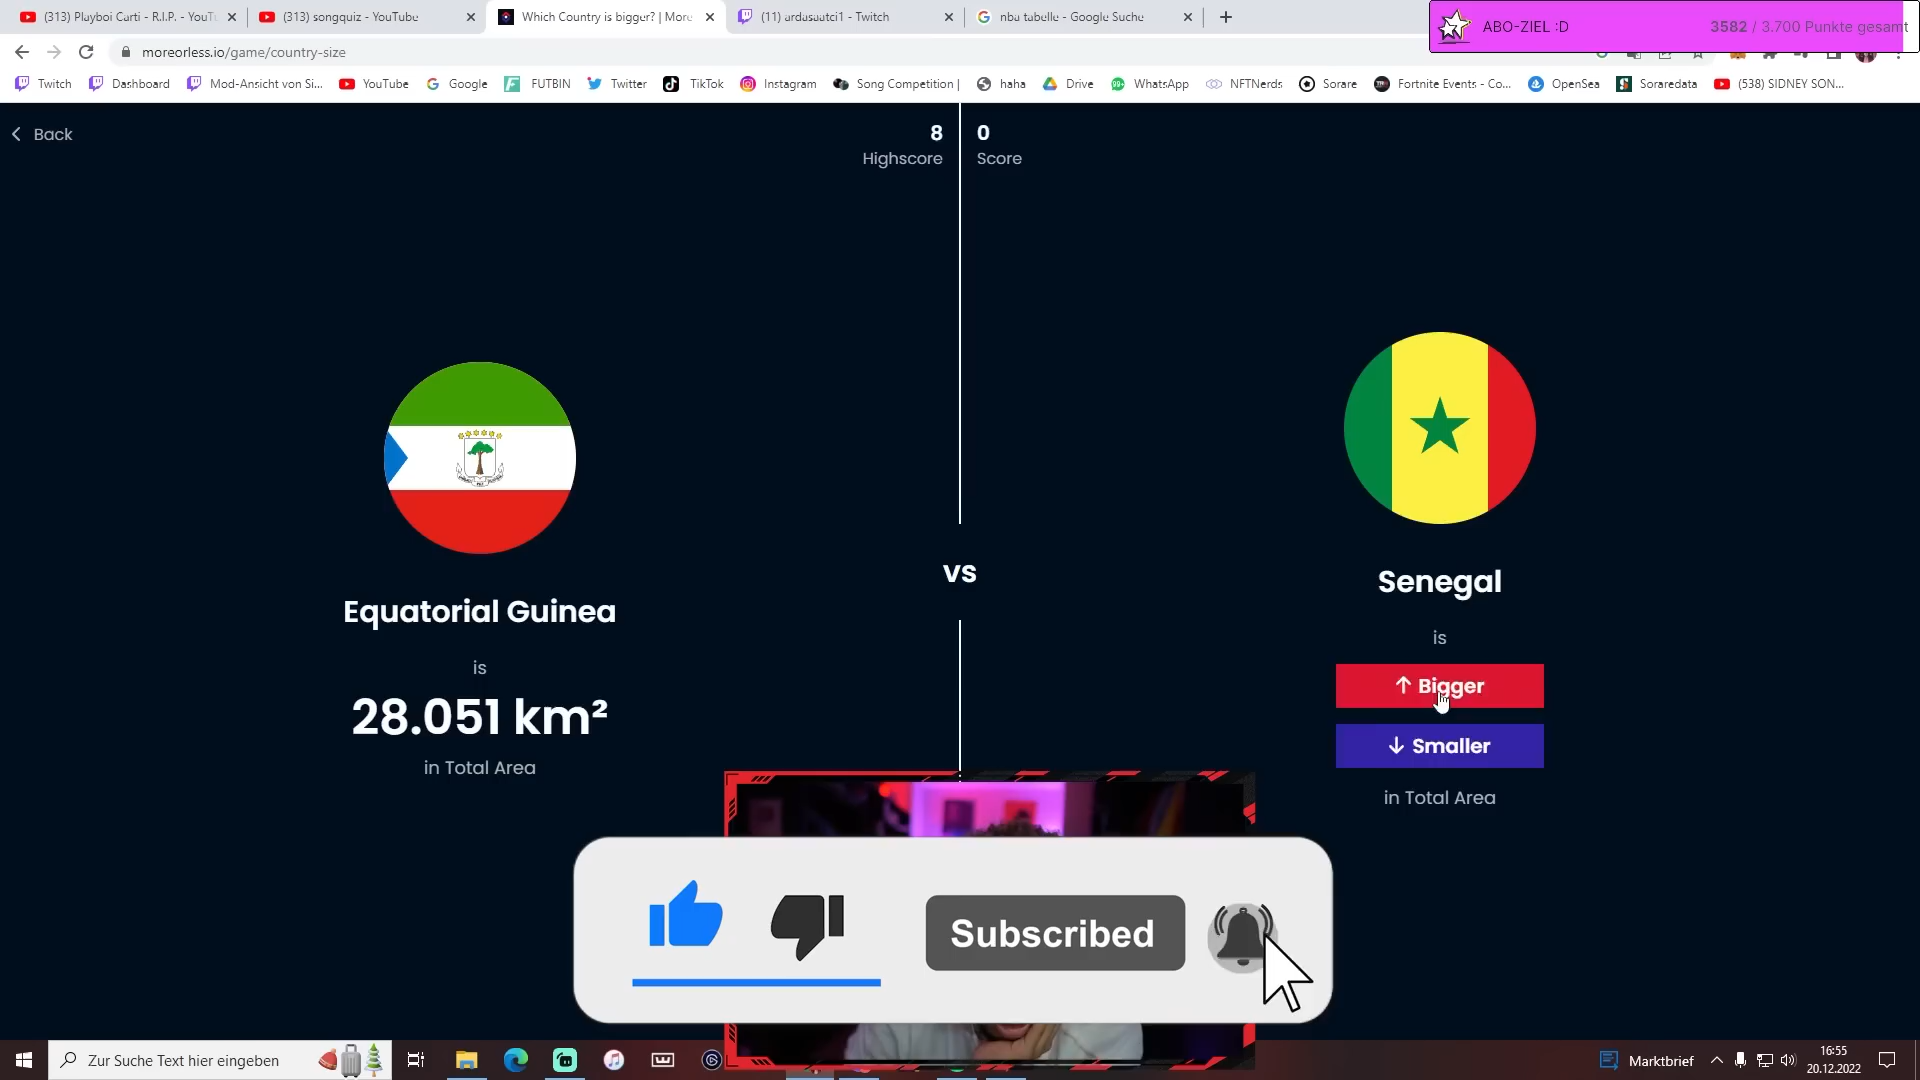 (313) Playboi Carti - R.I.P. - YouT
(313) songquiz - YouTube
Which Country is bigger? | More
(11) ardasaatci1 - Twitch
nba tabelle - Google Suche
ABO-ZIEL :D
3582 / 3.700 Punkte gesamt
moreorless.io/game/country-size
Twitch
Dashboard
Mod-Ansicht von Si...
YouTube
Google
FUTBIN
Twitter
TikTok
Instagram
Song Competition |
haha
Drive
WhatsApp
NFTNerds
Sorare
Fortnite Events - Co...
OpenSea
Soraredata
(538) SIDNEY SON...
Back
8
Highscore
0
Score
VS
Equatorial Guinea
is
28.051 km²
in Total Area
Senegal
is
↑ Bigger
↓ Smaller
in Total Area
Subscribed
Zur Suche Text hier eingeben
Marktbrief
16:55
20.12.2022